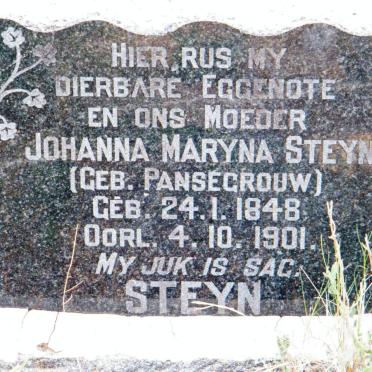 HIER RUS MY
DIERBARE EGGENOTE
EN ONS MOEDER
JOHANNA MARYNA STEYN
(GEB. PANSEGROUW)
GEB. 24.1.1848
OORL. 4.10.1901
MY JUK IS SAG.
STEYN